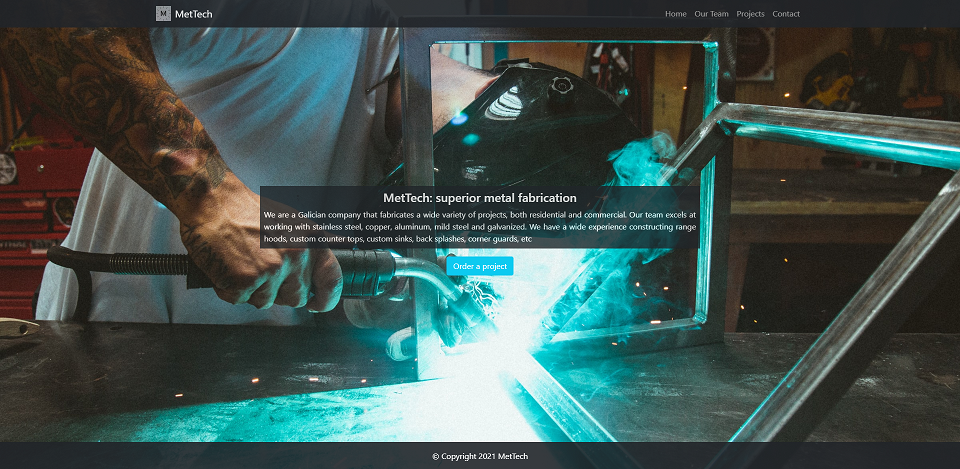 M MetTech
Home Our Team Projects Contact
MetTech: superior metal fabrication
We are a Galician company that fabricates a wide variety of projects, both residential and commercial. Our team excels at
working with stainless steel, copper, aluminum, mild steel and galvanized. We have a wide experience constructing range
hoods, custom counter tops, custom sinks, back splashes, corner guards, etc
Order a project
© Copyright 2021 MetTech